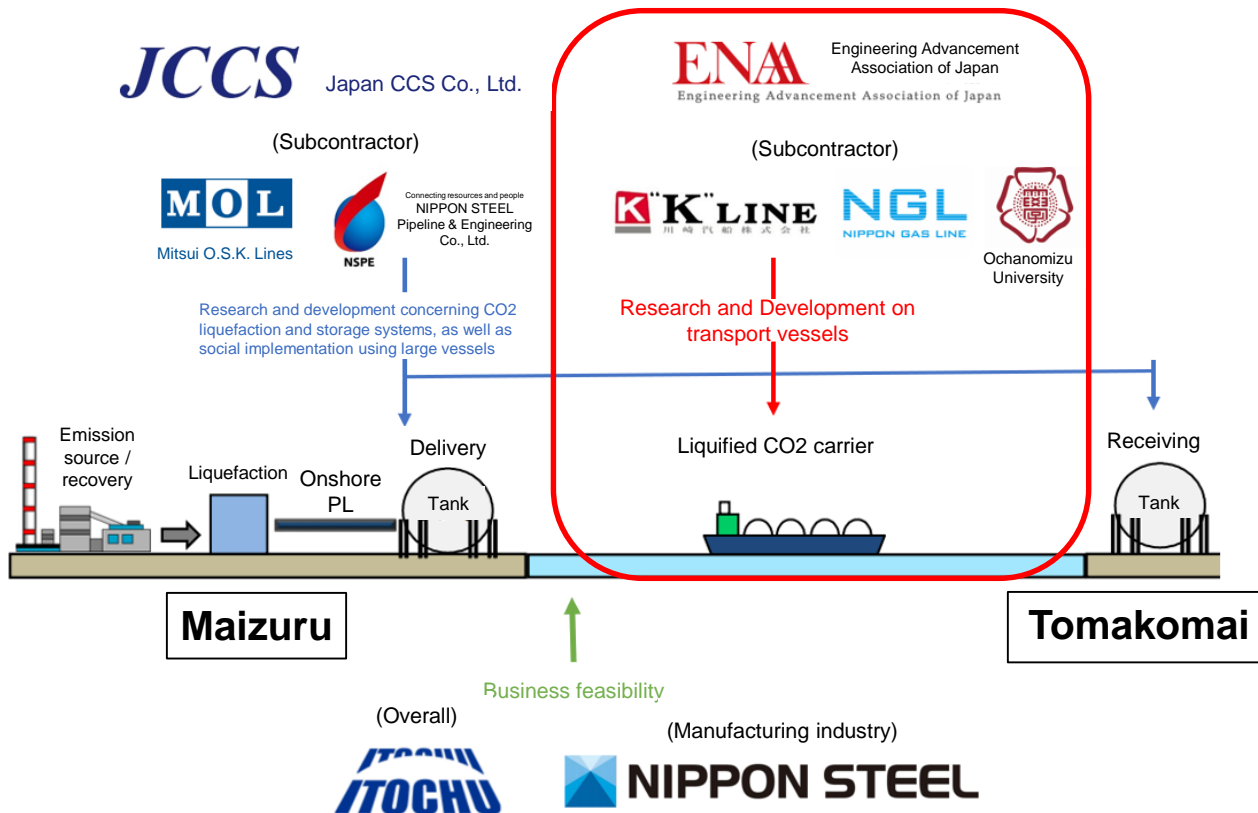 JCCS
Japan CCS Co., Ltd.
(Subcontractor)
MOL
Mitsui O.S.K. Lines
NSPE
Connecting resources and people
NIPPON STEEL
Pipeline & Engineering
Co., Ltd.
Research and development concerning CO2
liquefaction and storage systems, as well as
social implementation using large vessels
ENAA
Engineering Advancement
Association of Japan
Engineering Advancement Association of Japan
(Subcontractor)
K "K" LINE
川崎汽船株式会社
NGL
NIPPON GAS LINE
Ochanomizu
University
Research and Development on
transport vessels
Emission
source /
recovery
Liquefaction
Onshore
PL
Delivery
Tank
Liquified CO2 carrier
Receiving
Tank
Maizuru
Tomakomai
Business feasibility
(Overall)
ITOCHU
ITOCHU
(Manufacturing industry)
NIPPON STEEL